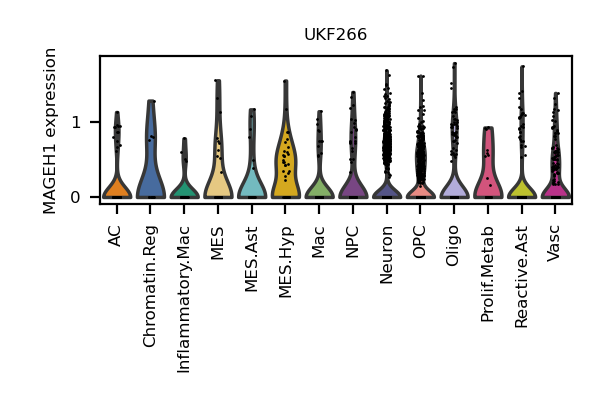 UKF266
MAGEH1 expression
1
0
AC
Chromatin.Reg
Inflammatory.Mac
MES
MES.Ast
MES.Hyp
Mac
NPC
Neuron
OPC
Oligo
Prolif.Metab
Reactive.Ast
Vasc